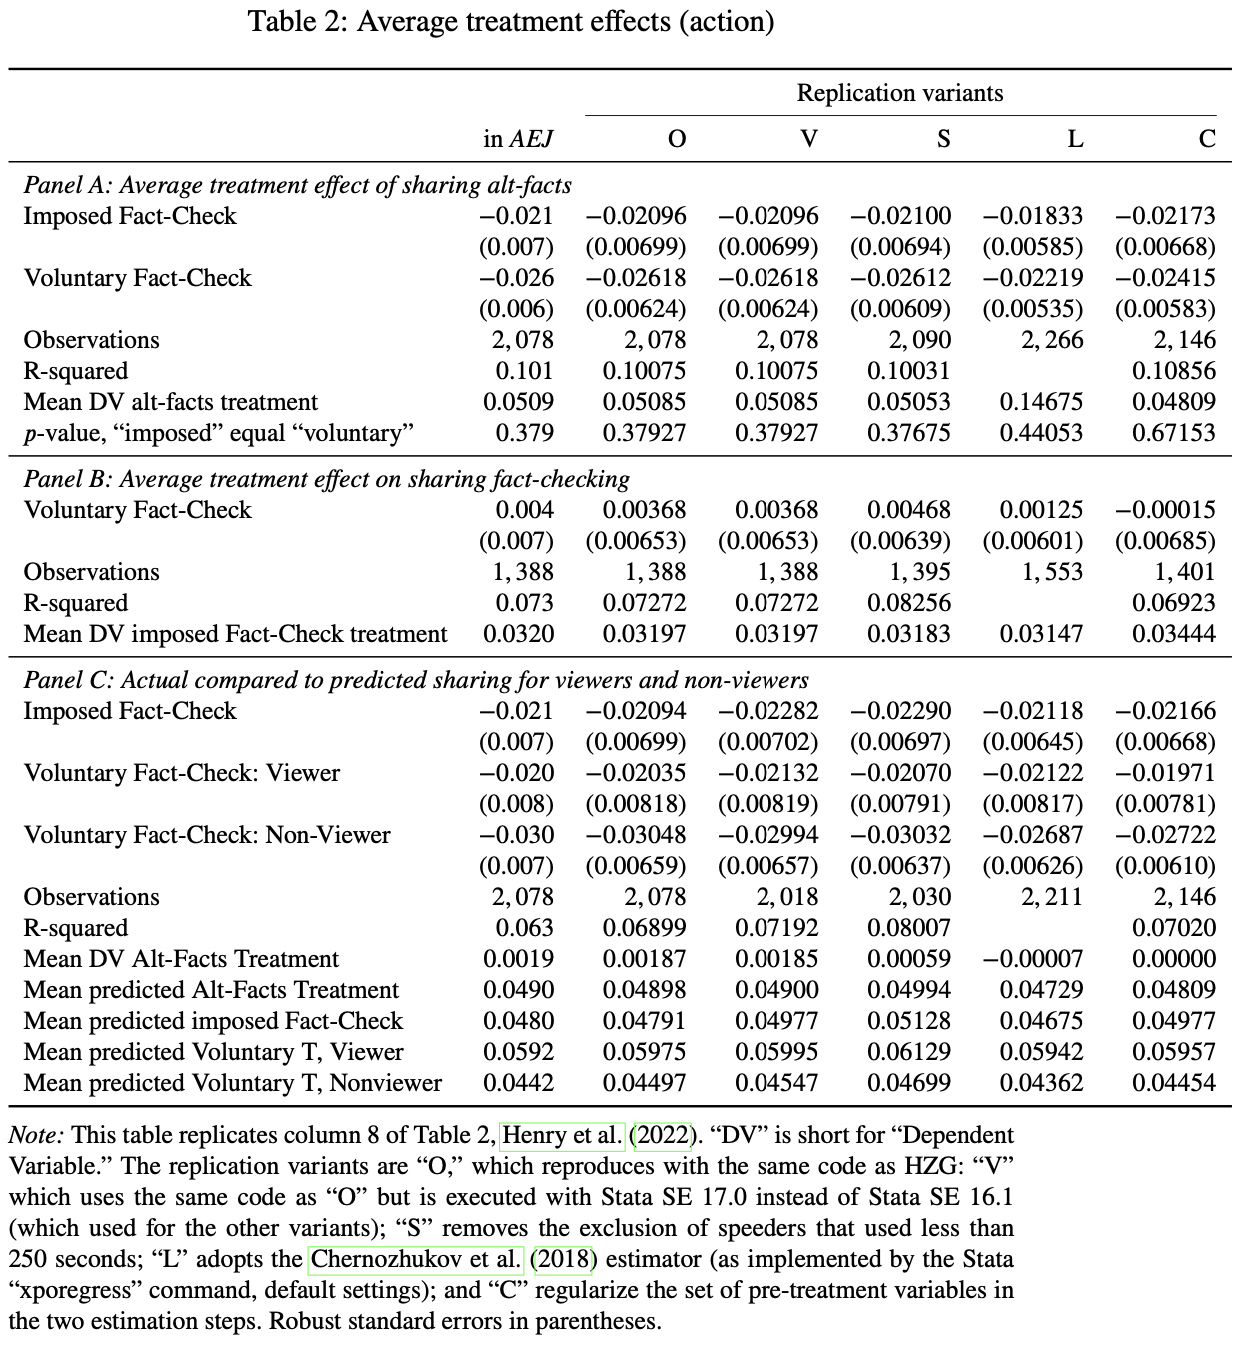 Table 2: Average treatment effects (action)
Replication variants
in AEJ O V S L C
Panel A: Average treatment effect of sharing alt-facts
Imposed Fact-Check −0.021 −0.02096 −0.02096 −0.02100 −0.01833 −0.02173
(0.007) (0.00699) (0.00699) (0.00694) (0.00585) (0.00668)
Voluntary Fact-Check −0.026 −0.02618 −0.02618 −0.02612 −0.02219 −0.02415
(0.006) (0.00624) (0.00624) (0.00609) (0.00535) (0.00583)
Observations 2,078 2,078 2,078 2,090 2,266 2,146
R-squared 0.101 0.10075 0.10075 0.10031 0.10856
Mean DV alt-facts treatment 0.0509 0.05085 0.05085 0.05053 0.14675 0.04809
p-value, “imposed” equal “voluntary” 0.379 0.37927 0.37927 0.37675 0.44053 0.67153
Panel B: Average treatment effect on sharing fact-checking
Voluntary Fact-Check 0.004 0.00368 0.00368 0.00468 0.00125 −0.00015
(0.007) (0.00653) (0.00653) (0.00639) (0.00601) (0.00685)
Observations 1,388 1,388 1,388 1,395 1,553 1,401
R-squared 0.073 0.07272 0.07272 0.08256 0.06923
Mean DV imposed Fact-Check treatment 0.0320 0.03197 0.03197 0.03183 0.03147 0.03444
Panel C: Actual compared to predicted sharing for viewers and non-viewers
Imposed Fact-Check −0.021 −0.02094 −0.02282 −0.02290 −0.02118 −0.02166
(0.007) (0.00699) (0.00702) (0.00697) (0.00645) (0.00668)
Voluntary Fact-Check: Viewer −0.020 −0.02035 −0.02132 −0.02070 −0.02122 −0.01971
(0.008) (0.00818) (0.00819) (0.00791) (0.00817) (0.00781)
Voluntary Fact-Check: Non-Viewer −0.030 −0.03048 −0.02994 −0.03032 −0.02687 −0.02722
(0.007) (0.00659) (0.00657) (0.00637) (0.00626) (0.00610)
Observations 2,078 2,078 2,018 2,030 2,211 2,146
R-squared 0.063 0.06899 0.07192 0.08007 0.07020
Mean DV Alt-Facts Treatment 0.0019 0.00187 0.00185 0.00059 −0.00007 0.00000
Mean predicted Alt-Facts Treatment 0.0490 0.04898 0.04900 0.04994 0.04729 0.04809
Mean predicted imposed Fact-Check 0.0480 0.04791 0.04977 0.05128 0.04675 0.04977
Mean predicted Voluntary T, Viewer 0.0592 0.05975 0.05995 0.06129 0.05942 0.05957
Mean predicted Voluntary T, Nonviewer 0.0442 0.04497 0.04547 0.04699 0.04362 0.04454
Note: This table replicates column 8 of Table 2, Henry et al. (2022). “DV” is short for “Dependent
Variable.” The replication variants are “O,” which reproduces with the same code as HZG: “V”
which uses the same code as “O” but is executed with Stata SE 17.0 instead of Stata SE 16.1
(which used for the other variants); “S” removes the exclusion of speeders that used less than
250 seconds; “L” adopts the Chernozhukov et al. (2018) estimator (as implemented by the Stata
“xporegress” command, default settings); and “C” regularize the set of pre-treatment variables in
the two estimation steps. Robust standard errors in parentheses.